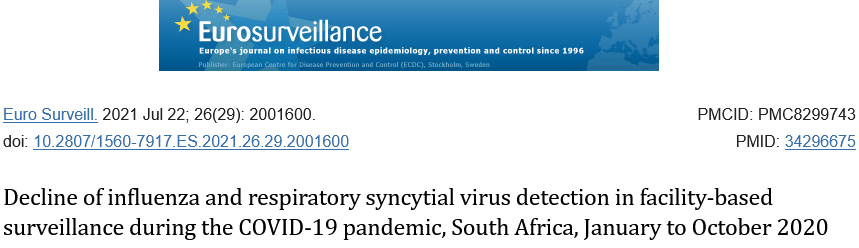 Eurosurveillance
Europe's journal on infectious disease epidemiology, prevention and control since 1996
Publisher: European Centre for Disease Prevention and Control (ECDC), Stockholm, Sweden
Euro Surveill. 2021 Jul 22; 26(29): 2001600. PMCID: PMC8299743
doi: 10.2807/1560-7917.ES.2021.26.29.2001600 PMID: 34296675
Decline of influenza and respiratory syncytial virus detection in facility-based
surveillance during the COVID-19 pandemic, South Africa, January to October 2020